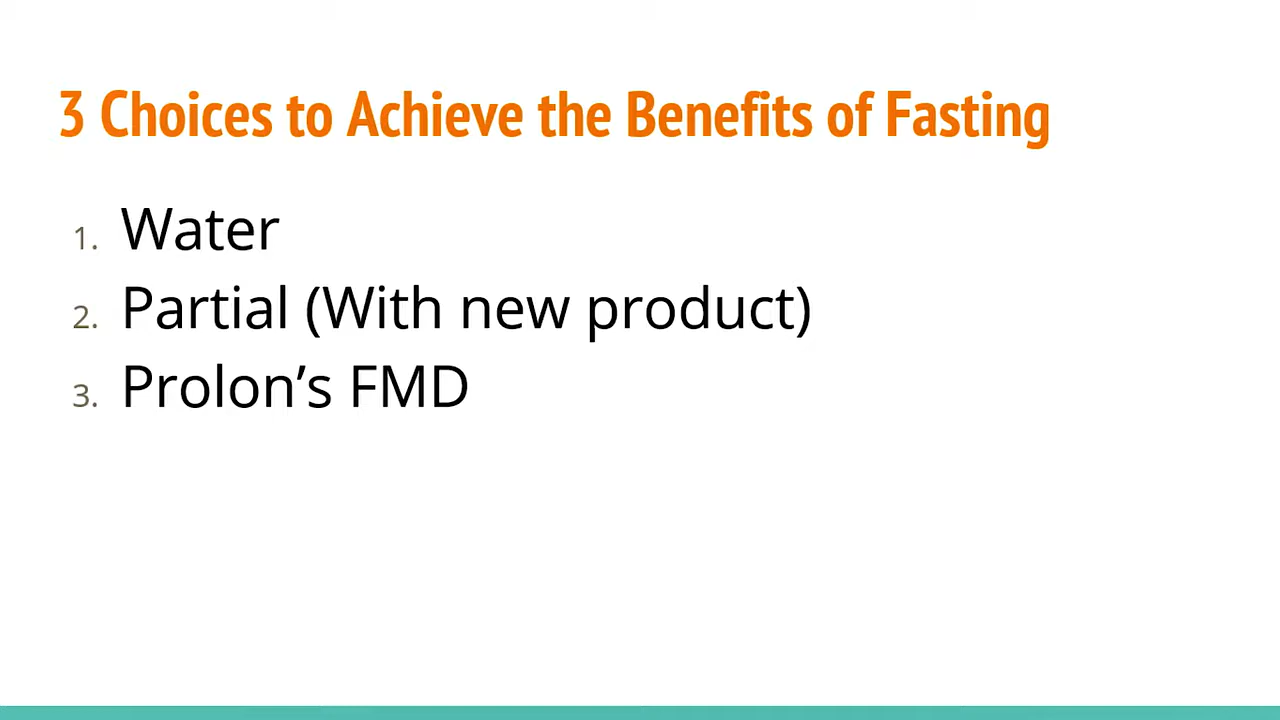 3 Choices to Achieve the Benefits of Fasting
1. Water
2. Partial (With new product)
3. Prolon’s FMD